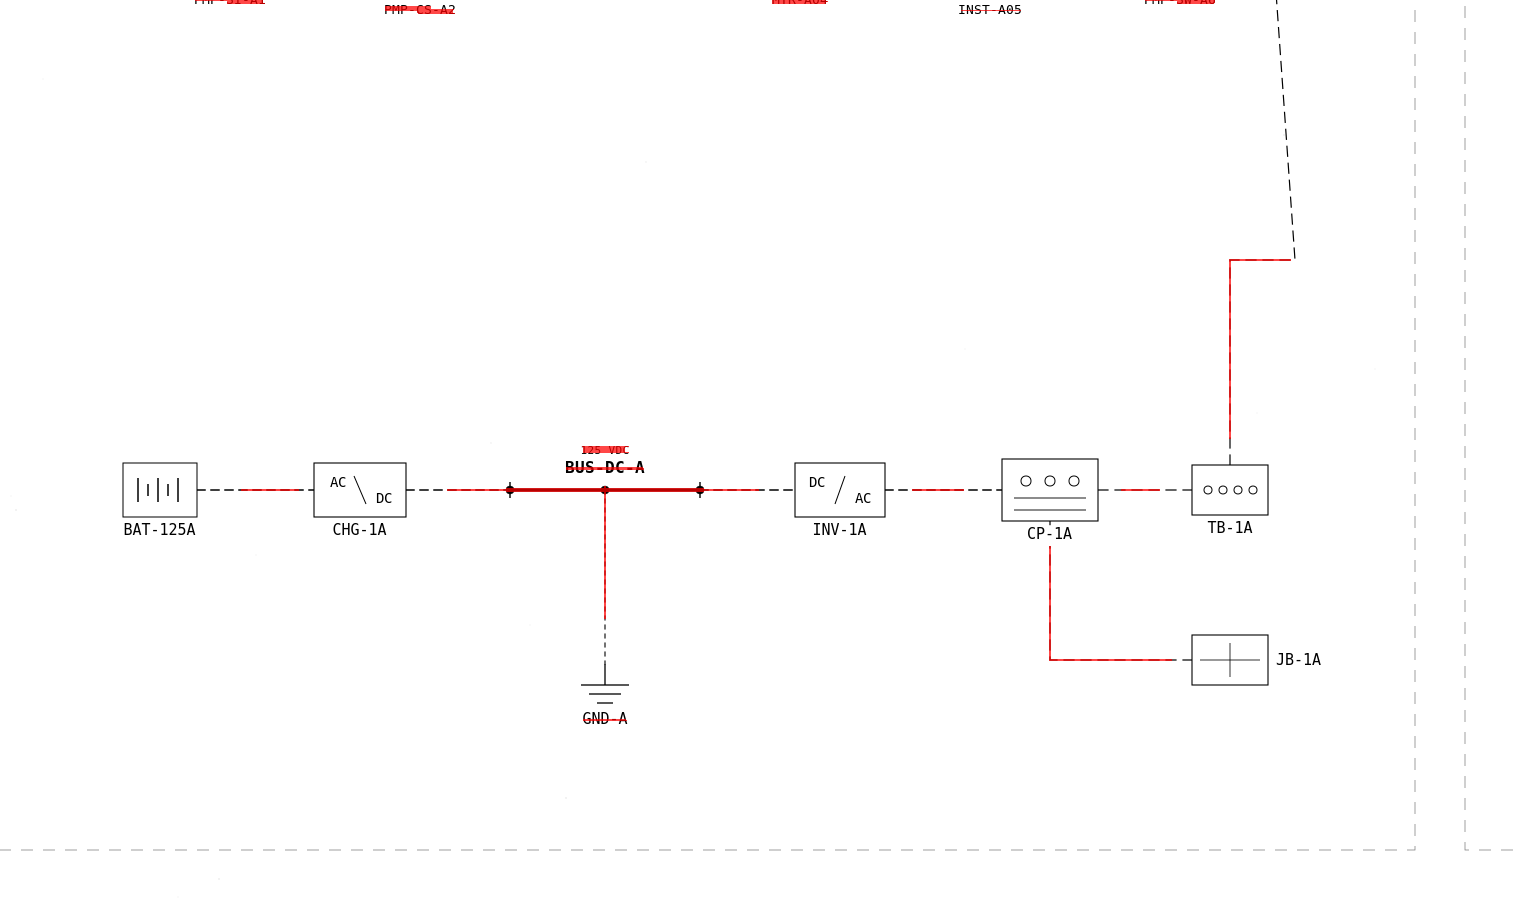 PMP-CS-A2
INST-A05
125 VDC
BUS-DC-A
AC
DC
DC
AC
BAT-125A
CHG-1A
INV-1A
CP-1A
TB-1A
JB-1A
GND-A